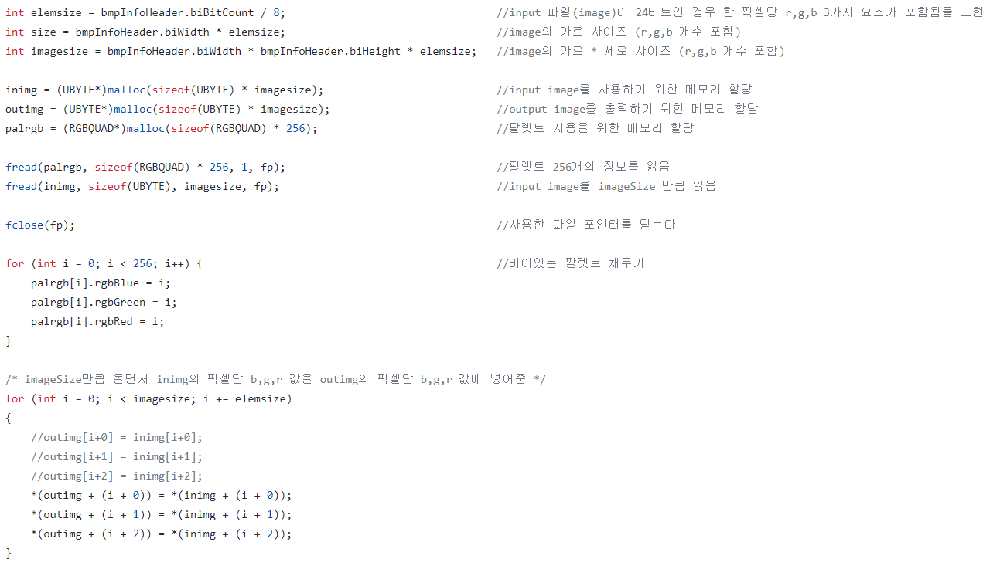 int elemsize = bmpInfoHeader.biBitCount / 8; //input 파일(image)이 24비트인 경우 한 픽셀당 r,g,b 3가지 요소가 포함됨을 표현
int size = bmpInfoHeader.biWidth * elemsize; //image의 가로 사이즈 (r,g,b 개수 포함)
int imagesize = bmpInfoHeader.biWidth * bmpInfoHeader.biHeight * elemsize; //image의 가로 * 세로 사이즈 (r,g,b 개수 포함)
inimg = (UBYTE*)malloc(sizeof(UBYTE) * imagesize); //input image를 사용하기 위한 메모리 할당
outimg = (UBYTE*)malloc(sizeof(UBYTE) * imagesize); //output image를 출력하기 위한 메모리 할당
palrgb = (RGBQUAD*)malloc(sizeof(RGBQUAD) * 256); //팔렛트 사용을 위한 메모리 할당
fread(palrgb, sizeof(RGBQUAD) * 256, 1, fp); //팔렛트 256개의 정보를 읽음
fread(inimg, sizeof(UBYTE), imagesize, fp); //input image를 imageSize 만큼 읽음
fclose(fp); //사용한 파일 포인터를 닫는다
for (int i = 0; i < 256; i++) { //비어있는 팔렛트 채우기
palrgb[i].rgbBlue = i;
palrgb[i].rgbGreen = i;
palrgb[i].rgbRed = i;
}
/* imageSize만큼 돌면서 inimg의 픽셀당 b,g,r 값을 outimg의 픽셀당 b,g,r 값에 넣어줌 */
for (int i = 0; i < imagesize; i += elemsize)
{
//outimg[i+0] = inimg[i+0];
//outimg[i+1] = inimg[i+1];
//outimg[i+2] = inimg[i+2];
*(outimg + (i + 0)) = *(inimg + (i + 0));
*(outimg + (i + 1)) = *(inimg + (i + 1));
*(outimg + (i + 2)) = *(inimg + (i + 2));
}